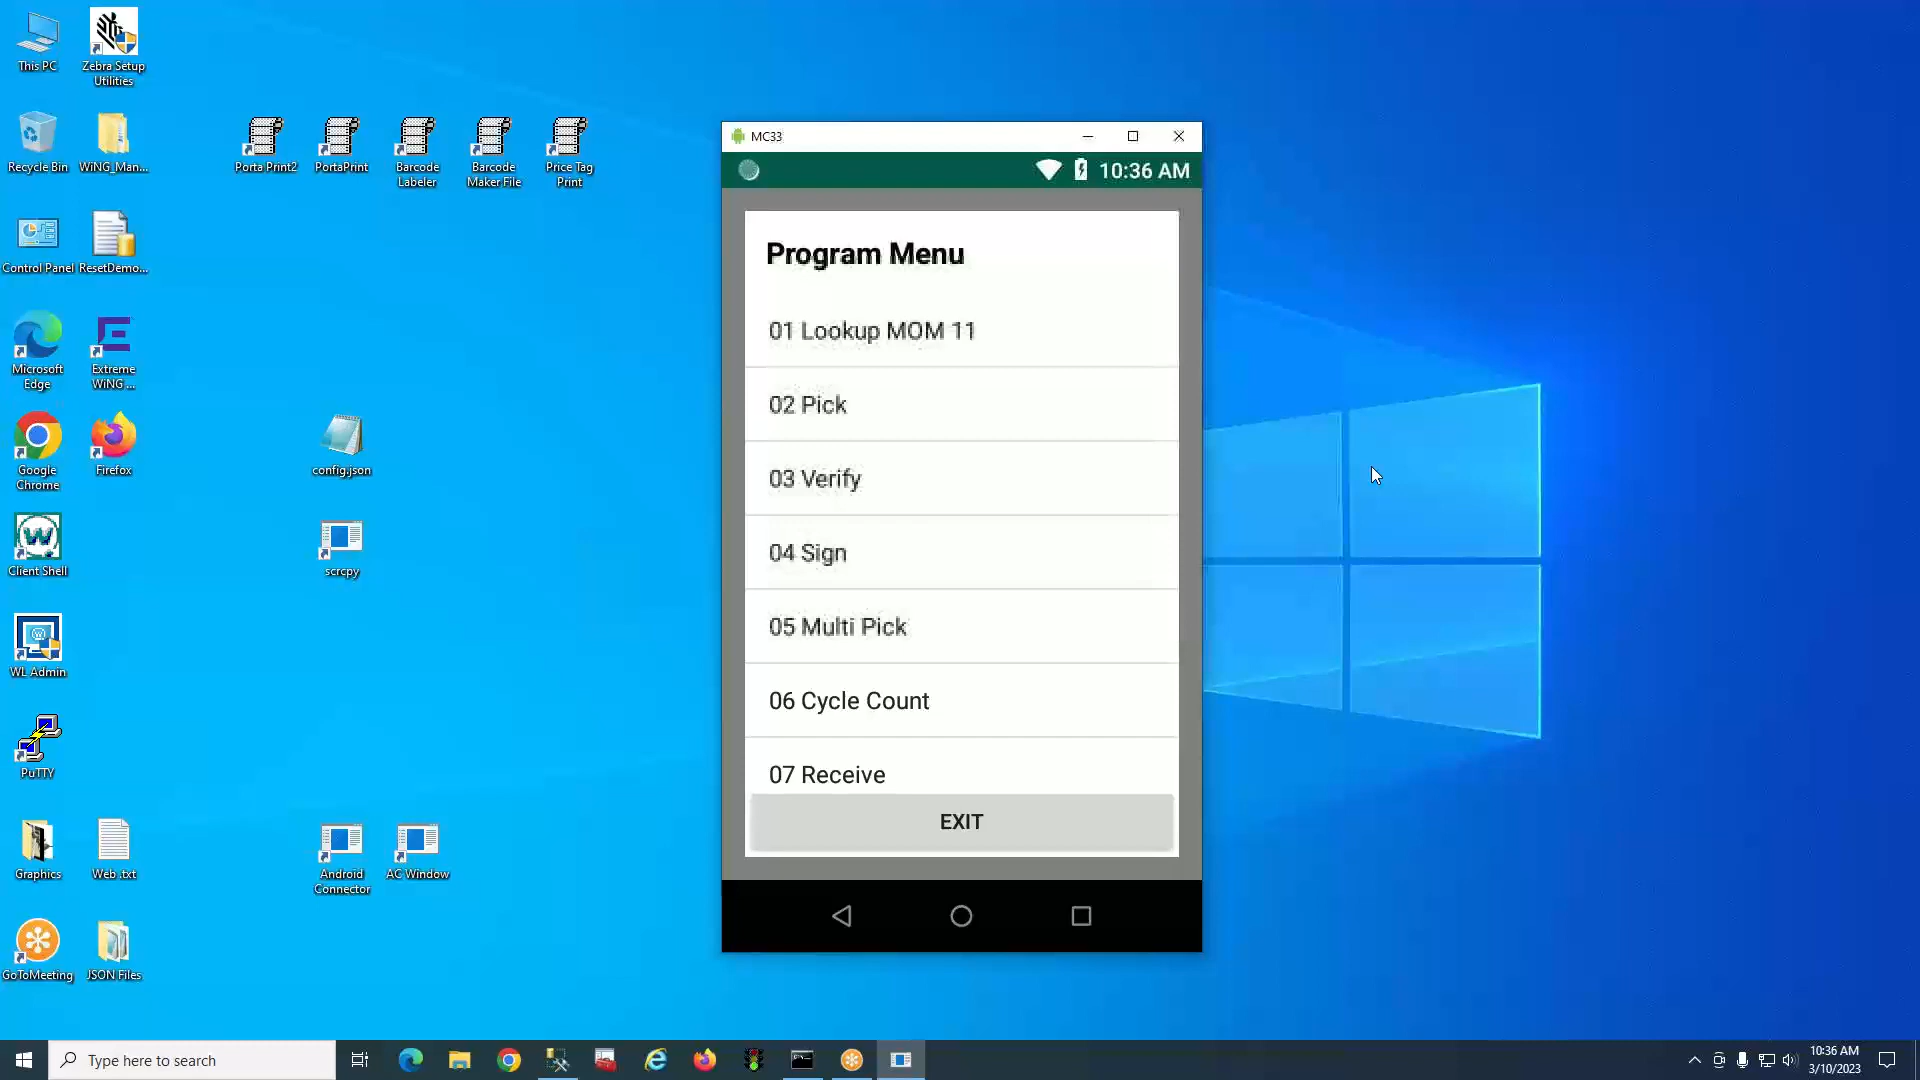 This PC
Zebra Setup
Utilities
Recycle Bin
WiNG_Man...
Porta Print2
PortaPrint
Barcode
Labeler
Barcode
Maker File
Price Tag
Print
Control Panel
ResetDemo...
Microsoft
Edge
Extreme
WiNG ...
Google
Chrome
Firefox
config.json
Client Shell
scrcpy
WL Admin
PuTTY
Graphics
Web .txt
Android
Connector
AC Window
GoToMeeting
JSON Files
MC33
10:36 AM
Program Menu
01 Lookup MOM 11
02 Pick
03 Verify
04 Sign
05 Multi Pick
06 Cycle Count
07 Receive
EXIT
Type here to search
10:36 AM
3/10/2023